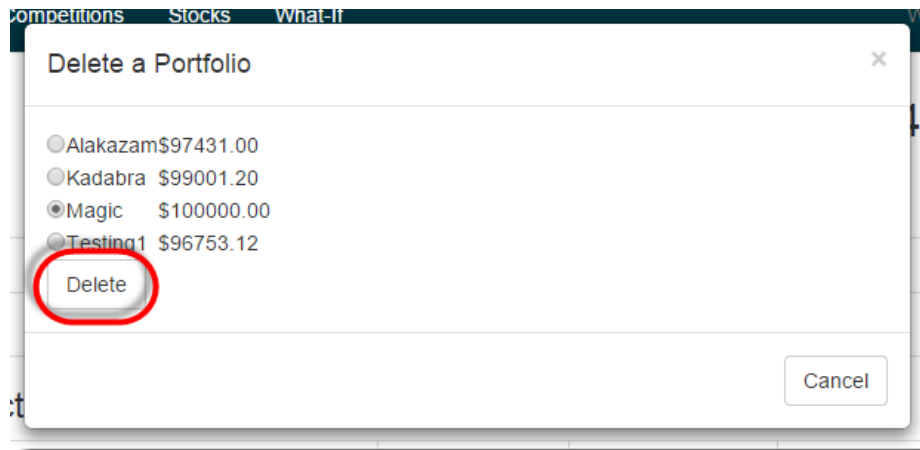 Competitions Stocks What-If
Delete a Portfolio ×
Alakazam $97431.00
Kadabra $99001.20
Magic $100000.00
Testing1 $96753.12
Delete
Cancel